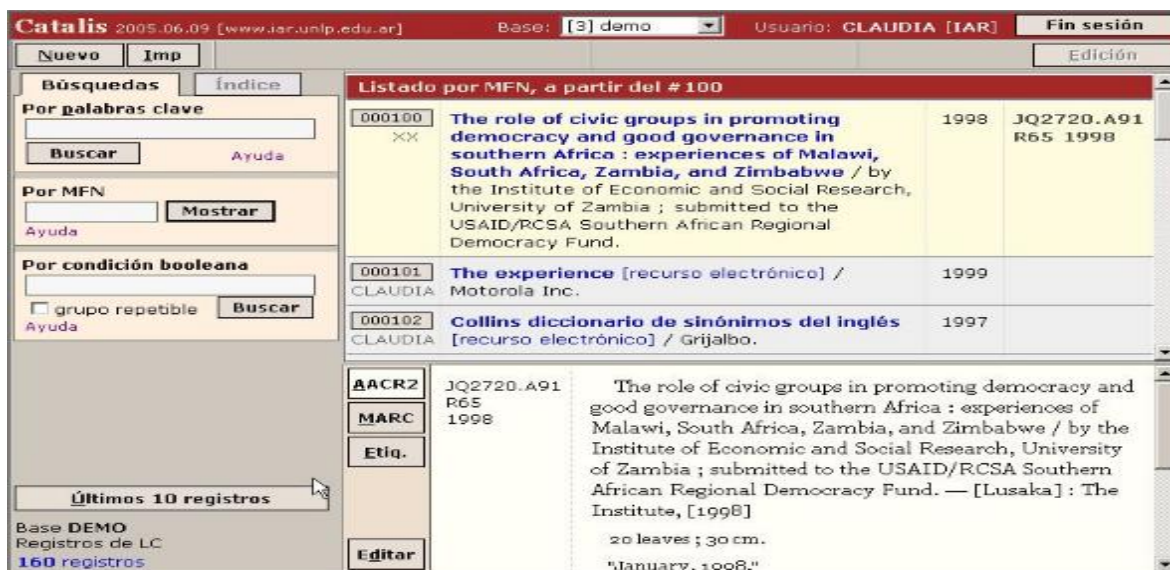 Catalis 2005.06.09 [www.iar.unlp.edu.ar]
Base: [3] demo
Usuario: CLAUDIA [IAR]
Fin sesión
Nuevo
Imp
Edición
Búsquedas
Índice
Por palabras clave
Buscar
Ayuda
Por MFN
Mostrar
Ayuda
Por condición booleana
grupo repetible
Buscar
Ayuda
Últimos 10 registros
Base DEMO
Registros de LC
160 registros
Listado por MFN, a partir del #100
000100
XX
The role of civic groups in promoting
democracy and good governance in
southern Africa : experiences of Malawi,
South Africa, Zambia, and Zimbabwe / by
the Institute of Economic and Social Research,
University of Zambia ; submitted to the
USAID/RCSA Southern African Regional
Democracy Fund.
1998
JQ2720.A91
R65 1998
000101
CLAUDIA
The experience [recurso electrónico] /
Motorola Inc.
1999
000102
CLAUDIA
Collins diccionario de sinónimos del inglés
[recurso electrónico] / Grijalbo.
1997
AACR2
MARC
Etiq.
Editar
JQ2720.A91
R65
1998
The role of civic groups in promoting democracy and
good governance in southern Africa : experiences of
Malawi, South Africa, Zambia, and Zimbabwe / by the
Institute of Economic and Social Research, University
of Zambia ; submitted to the USAID/RCSA Southern
African Regional Democracy Fund. — [Lusaka] : The
Institute, [1998]
20 leaves ; 30 cm.
"January, 1998."